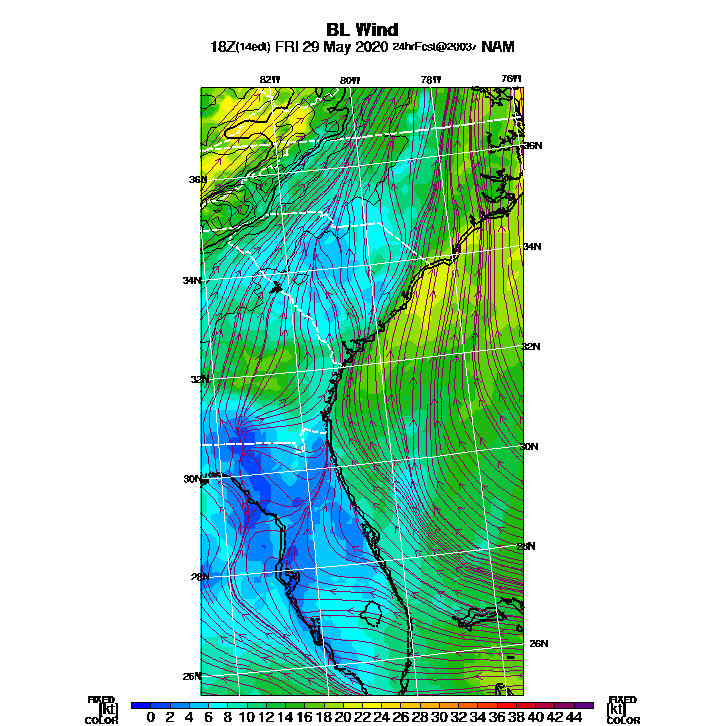 BL Wind
18Z(14edt) FRI 29 May 2020 24hrFcst@2003z NAM
82W 80W 78W 76W
36N
36N
34N
34N
32N
32N
30N
30N
28N
28N
26N
26N
FIXED FIXED
[kt] 0 2 4 6 8 10 12 14 16 18 20 22 24 26 28 30 32 34 36 38 40 42 44 [kt]
COLOR COLOR